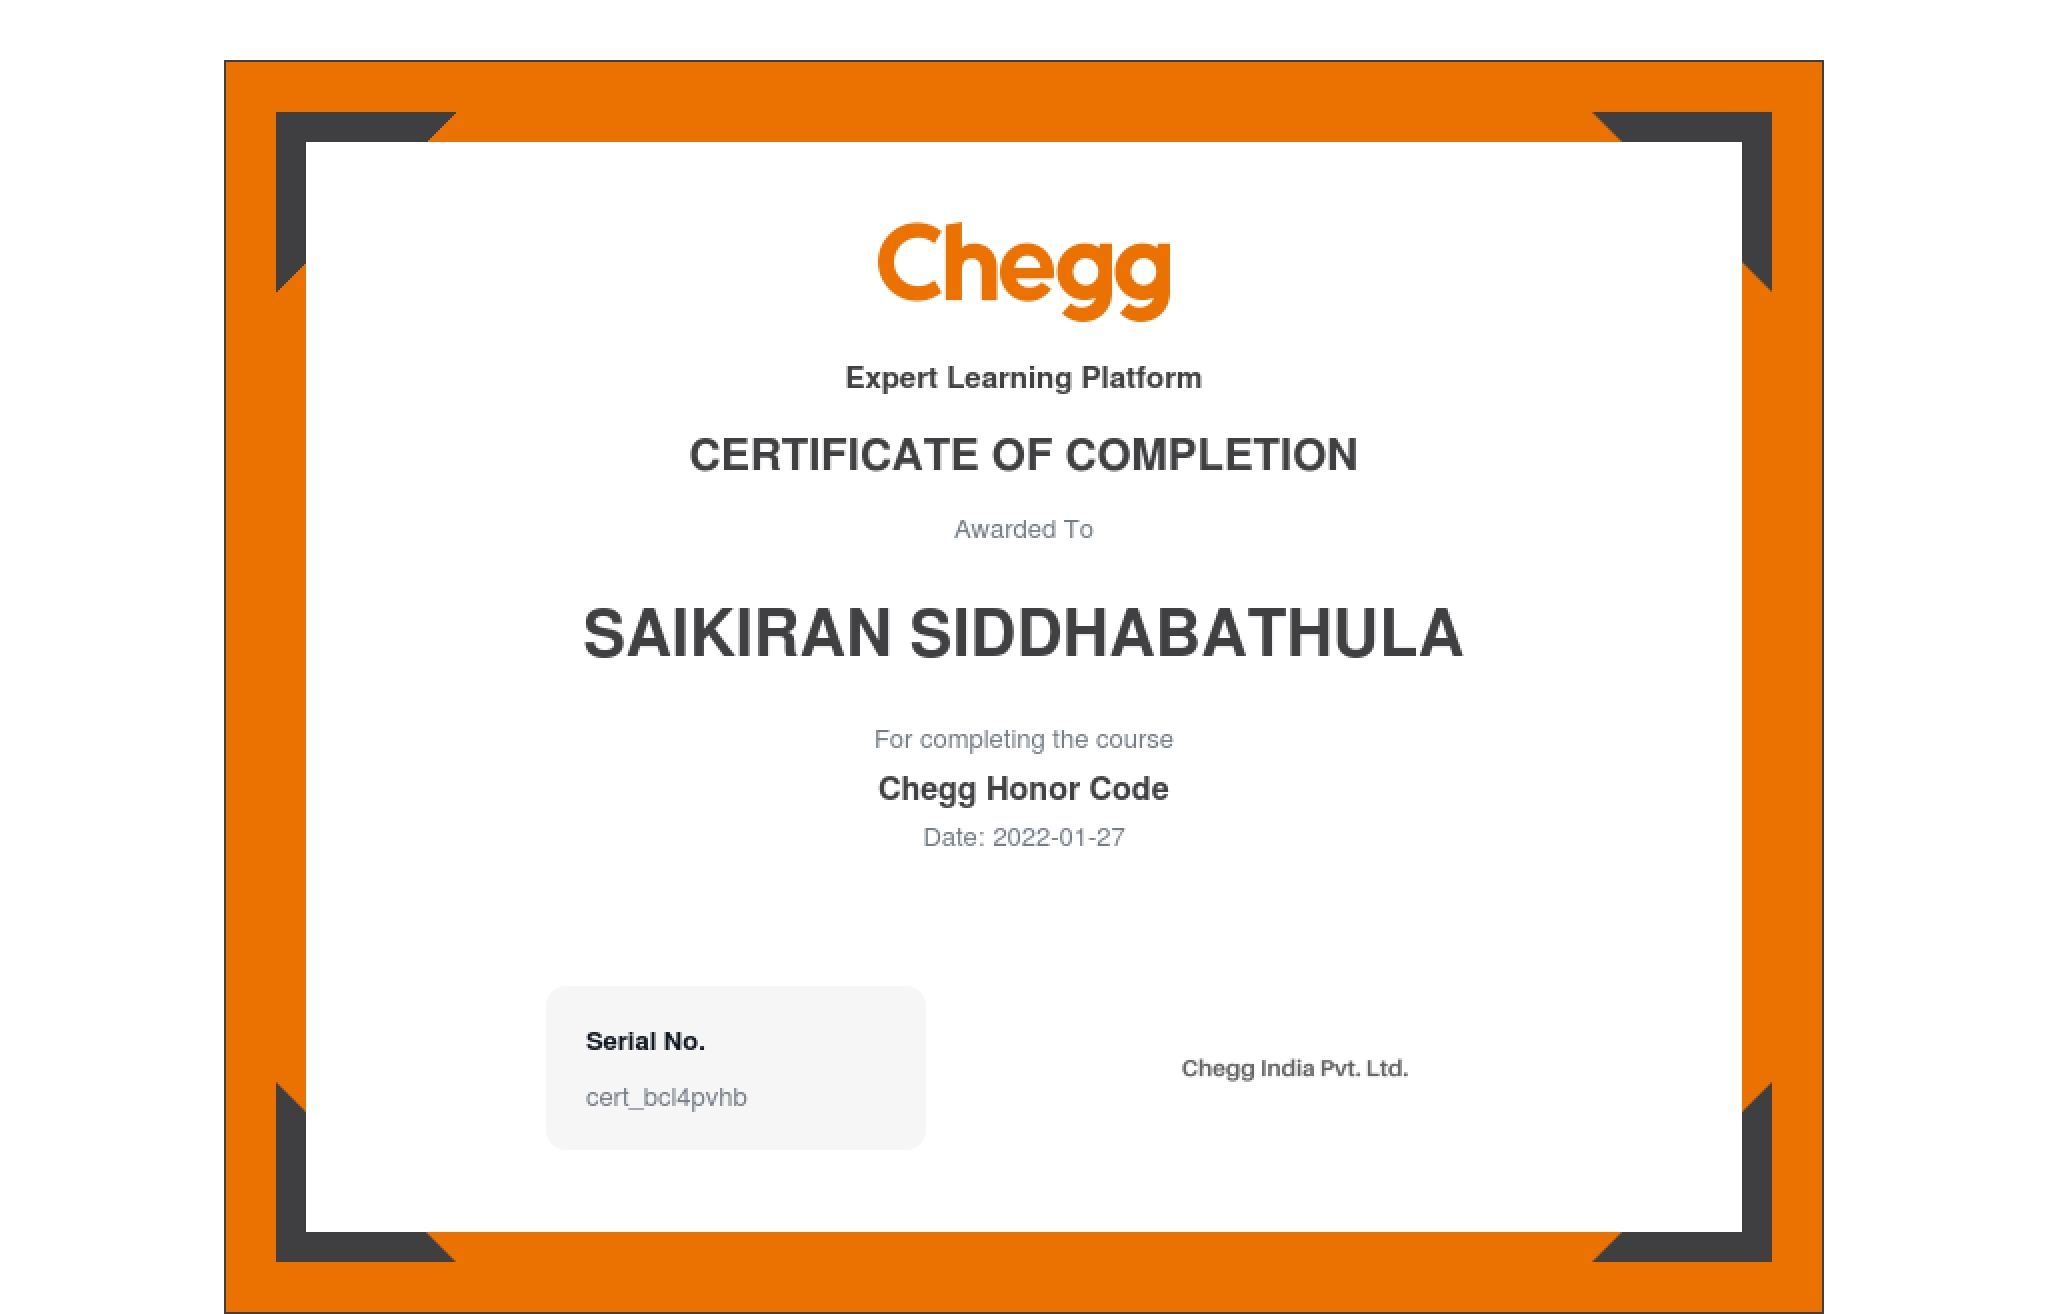 Chegg
Expert Learning Platform
CERTIFICATE OF COMPLETION
Awarded To
SAIKIRAN SIDDHABATHULA
For completing the course
Chegg Honor Code
Date: 2022-01-27
Serial No.
cert_bcl4pvhb
Chegg India Pvt. Ltd.